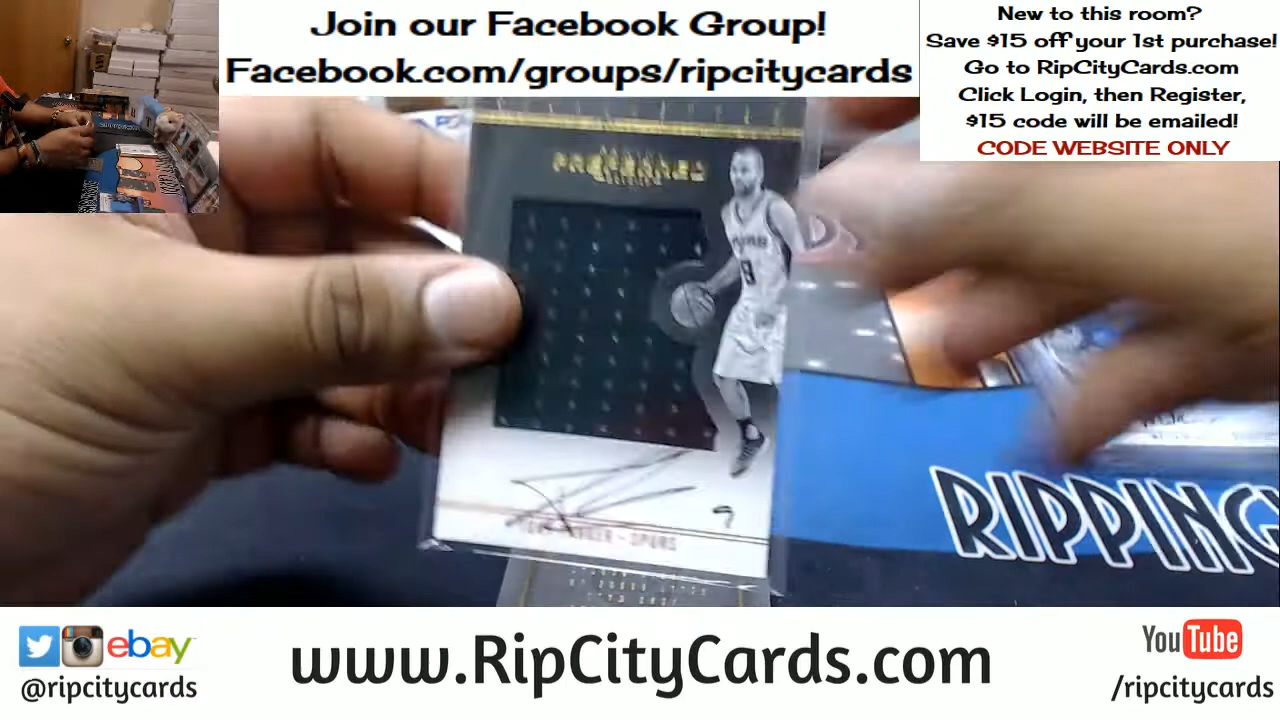 Join our Facebook Group!
Facebook.com/groups/ripcitycards
New to this room?
Save $15 off your 1st purchase!
Go to RipCityCards.com
Click Login, then Register,
$15 code will be emailed!
CODE WEBSITE ONLY
9
SPURS
RIPPING
ebay
@ripcitycards
www.RipCityCards.com
YouTube
/ripcitycards